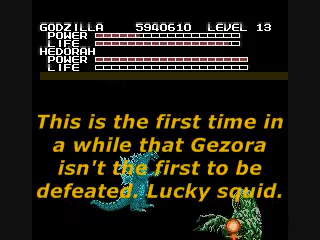 GODZILLA 5940610 LEVEL 13
POWER
LIFE
HEDORAH
POWER
LIFE
This is the first time in
a while that Gezora
isn't the first to be
defeated. Lucky squid.